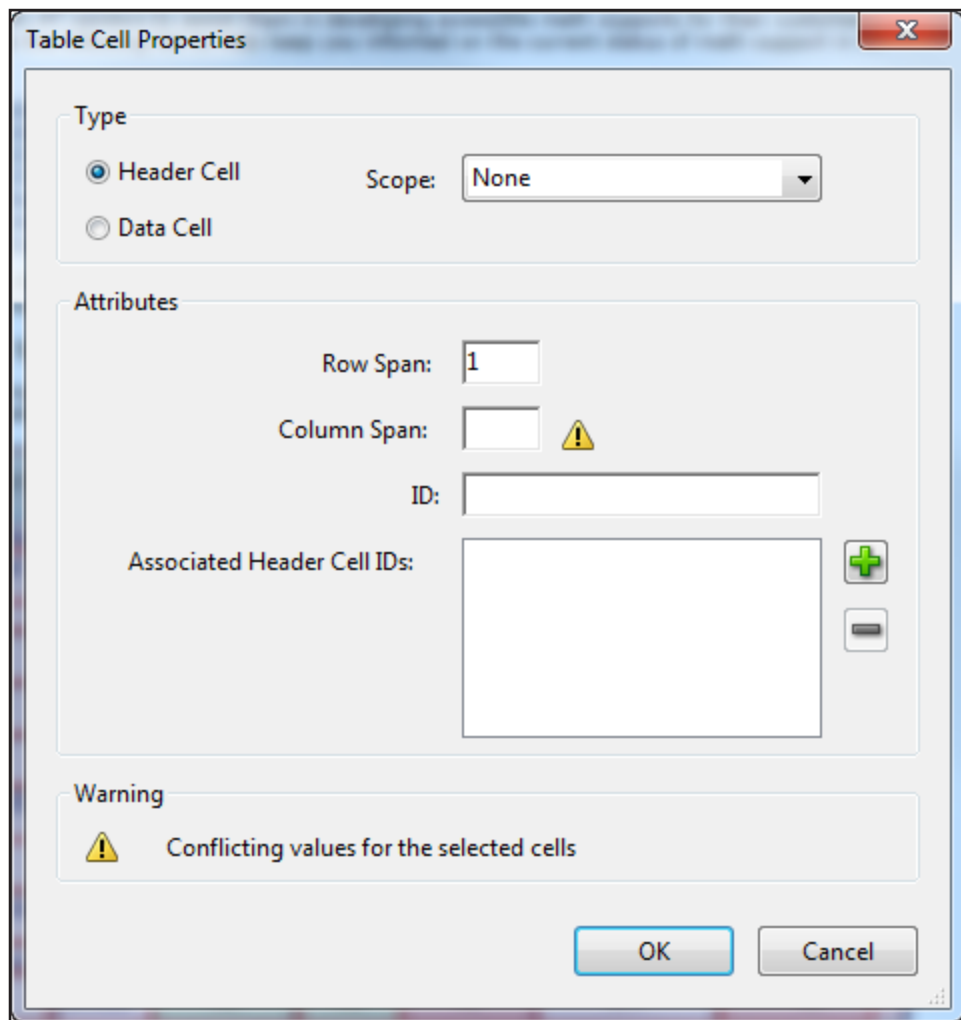 Table Cell Properties
Type
Header Cell
Scope:
None
Data Cell
Attributes
Row Span:
1
Column Span:
ID:
Associated Header Cell IDs:
Warning
Conflicting values for the selected cells
OK
Cancel